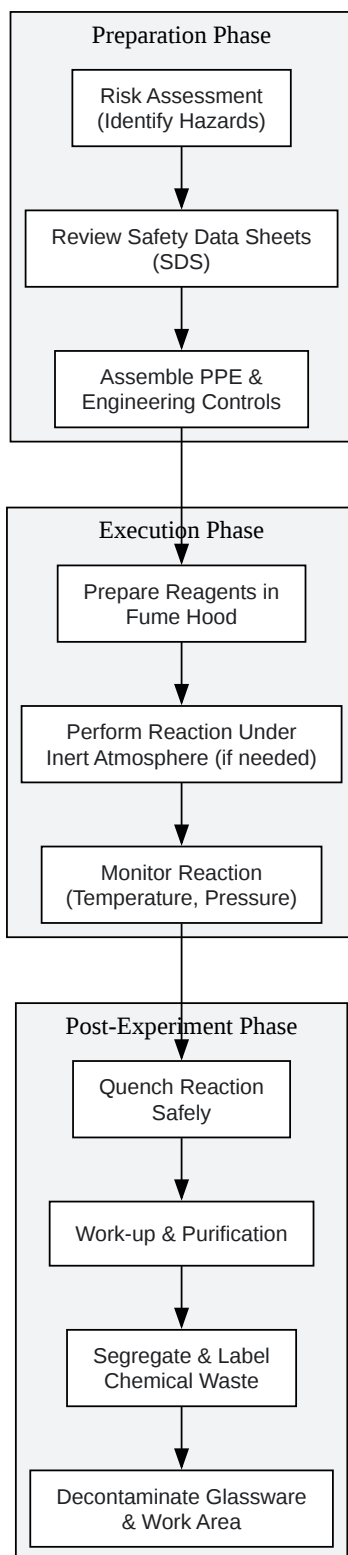 Preparation Phase
Risk Assessment
(Identify Hazards)
Review Safety Data Sheets
(SDS)
Assemble PPE &
Engineering Controls
Execution Phase
Prepare Reagents in
Fume Hood
Perform Reaction Under
Inert Atmosphere (if needed)
Monitor Reaction
(Temperature, Pressure)
Post-Experiment Phase
Quench Reaction
Safely
Work-up & Purification
Segregate & Label
Chemical Waste
Decontaminate Glassware
& Work Area